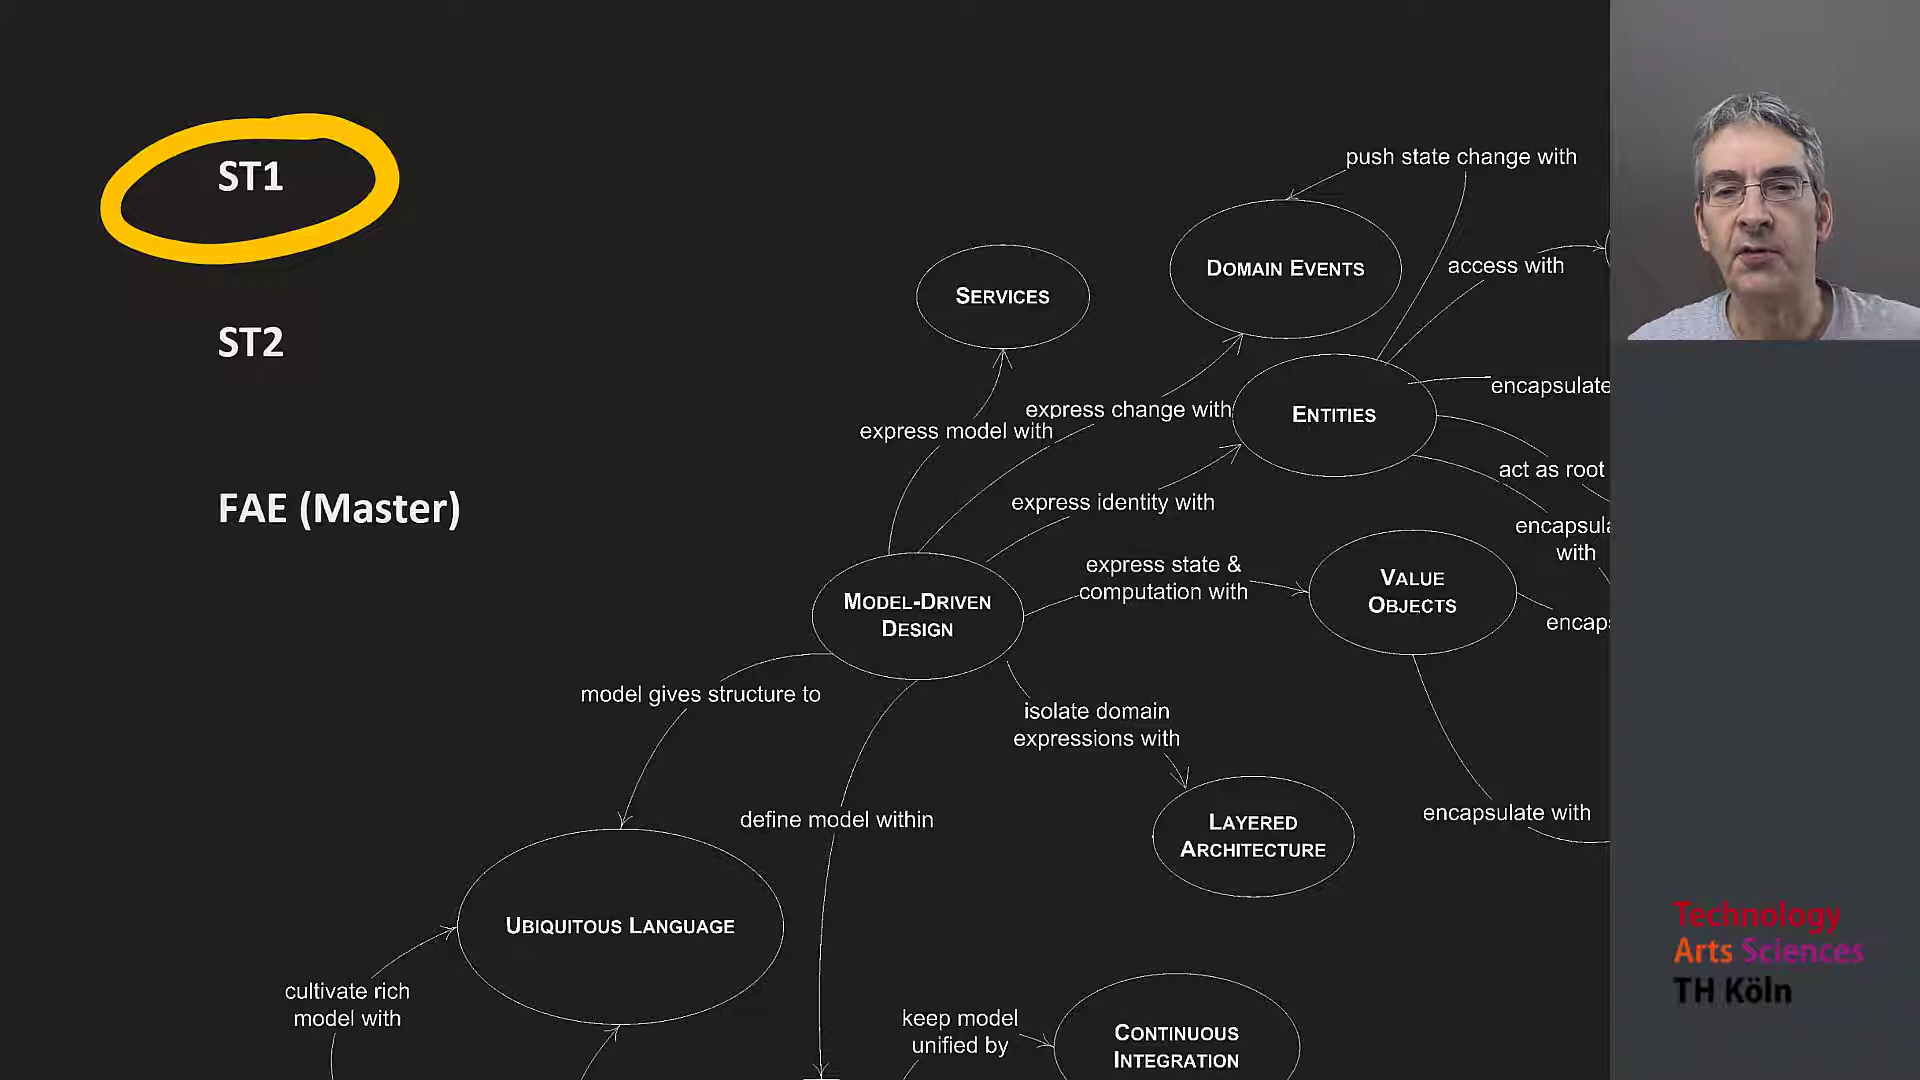 ST1
ST2
FAE (Master)
push state change with
DOMAIN EVENTS
access with
SERVICES
encapsulate
express change with
express model with
ENTITIES
act as root
express identity with
with
express state &
computation with
VALUE
OBJECTS
MODEL-DRIVEN
DESIGN
model gives structure to
isolate domain
expressions with
define model within
encapsulate with
LAYERED
ARCHITECTURE
UBIQUITOUS LANGUAGE
cultivate rich
model with
keep model
unified by
CONTINUOUS
INTEGRATION
Technology
Arts Sciences
TH Köln